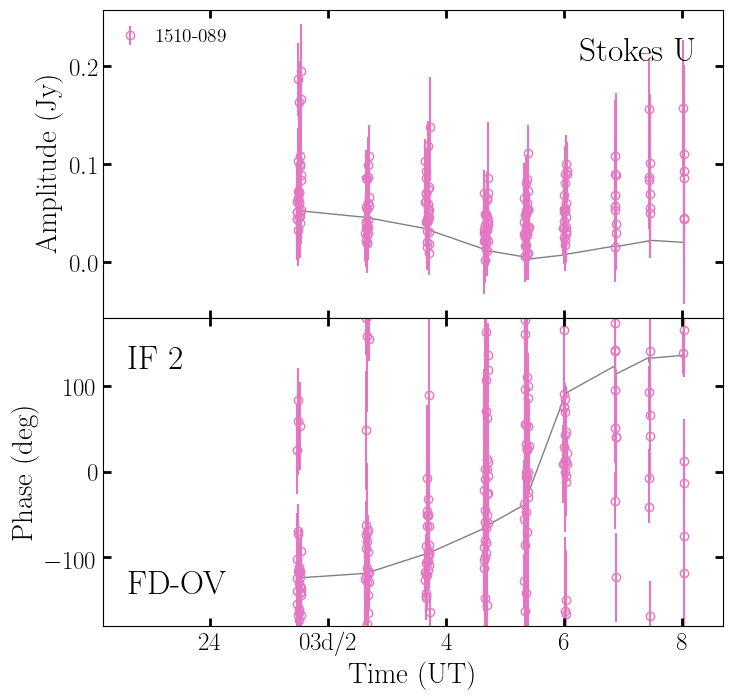 1510-089
Stokes U
0.2
0.1
0.0
Amplitude (Jy)
IF 2
100
0
−100
Phase (deg)
FD-OV
24 03d/2 4 6 8
Time (UT)